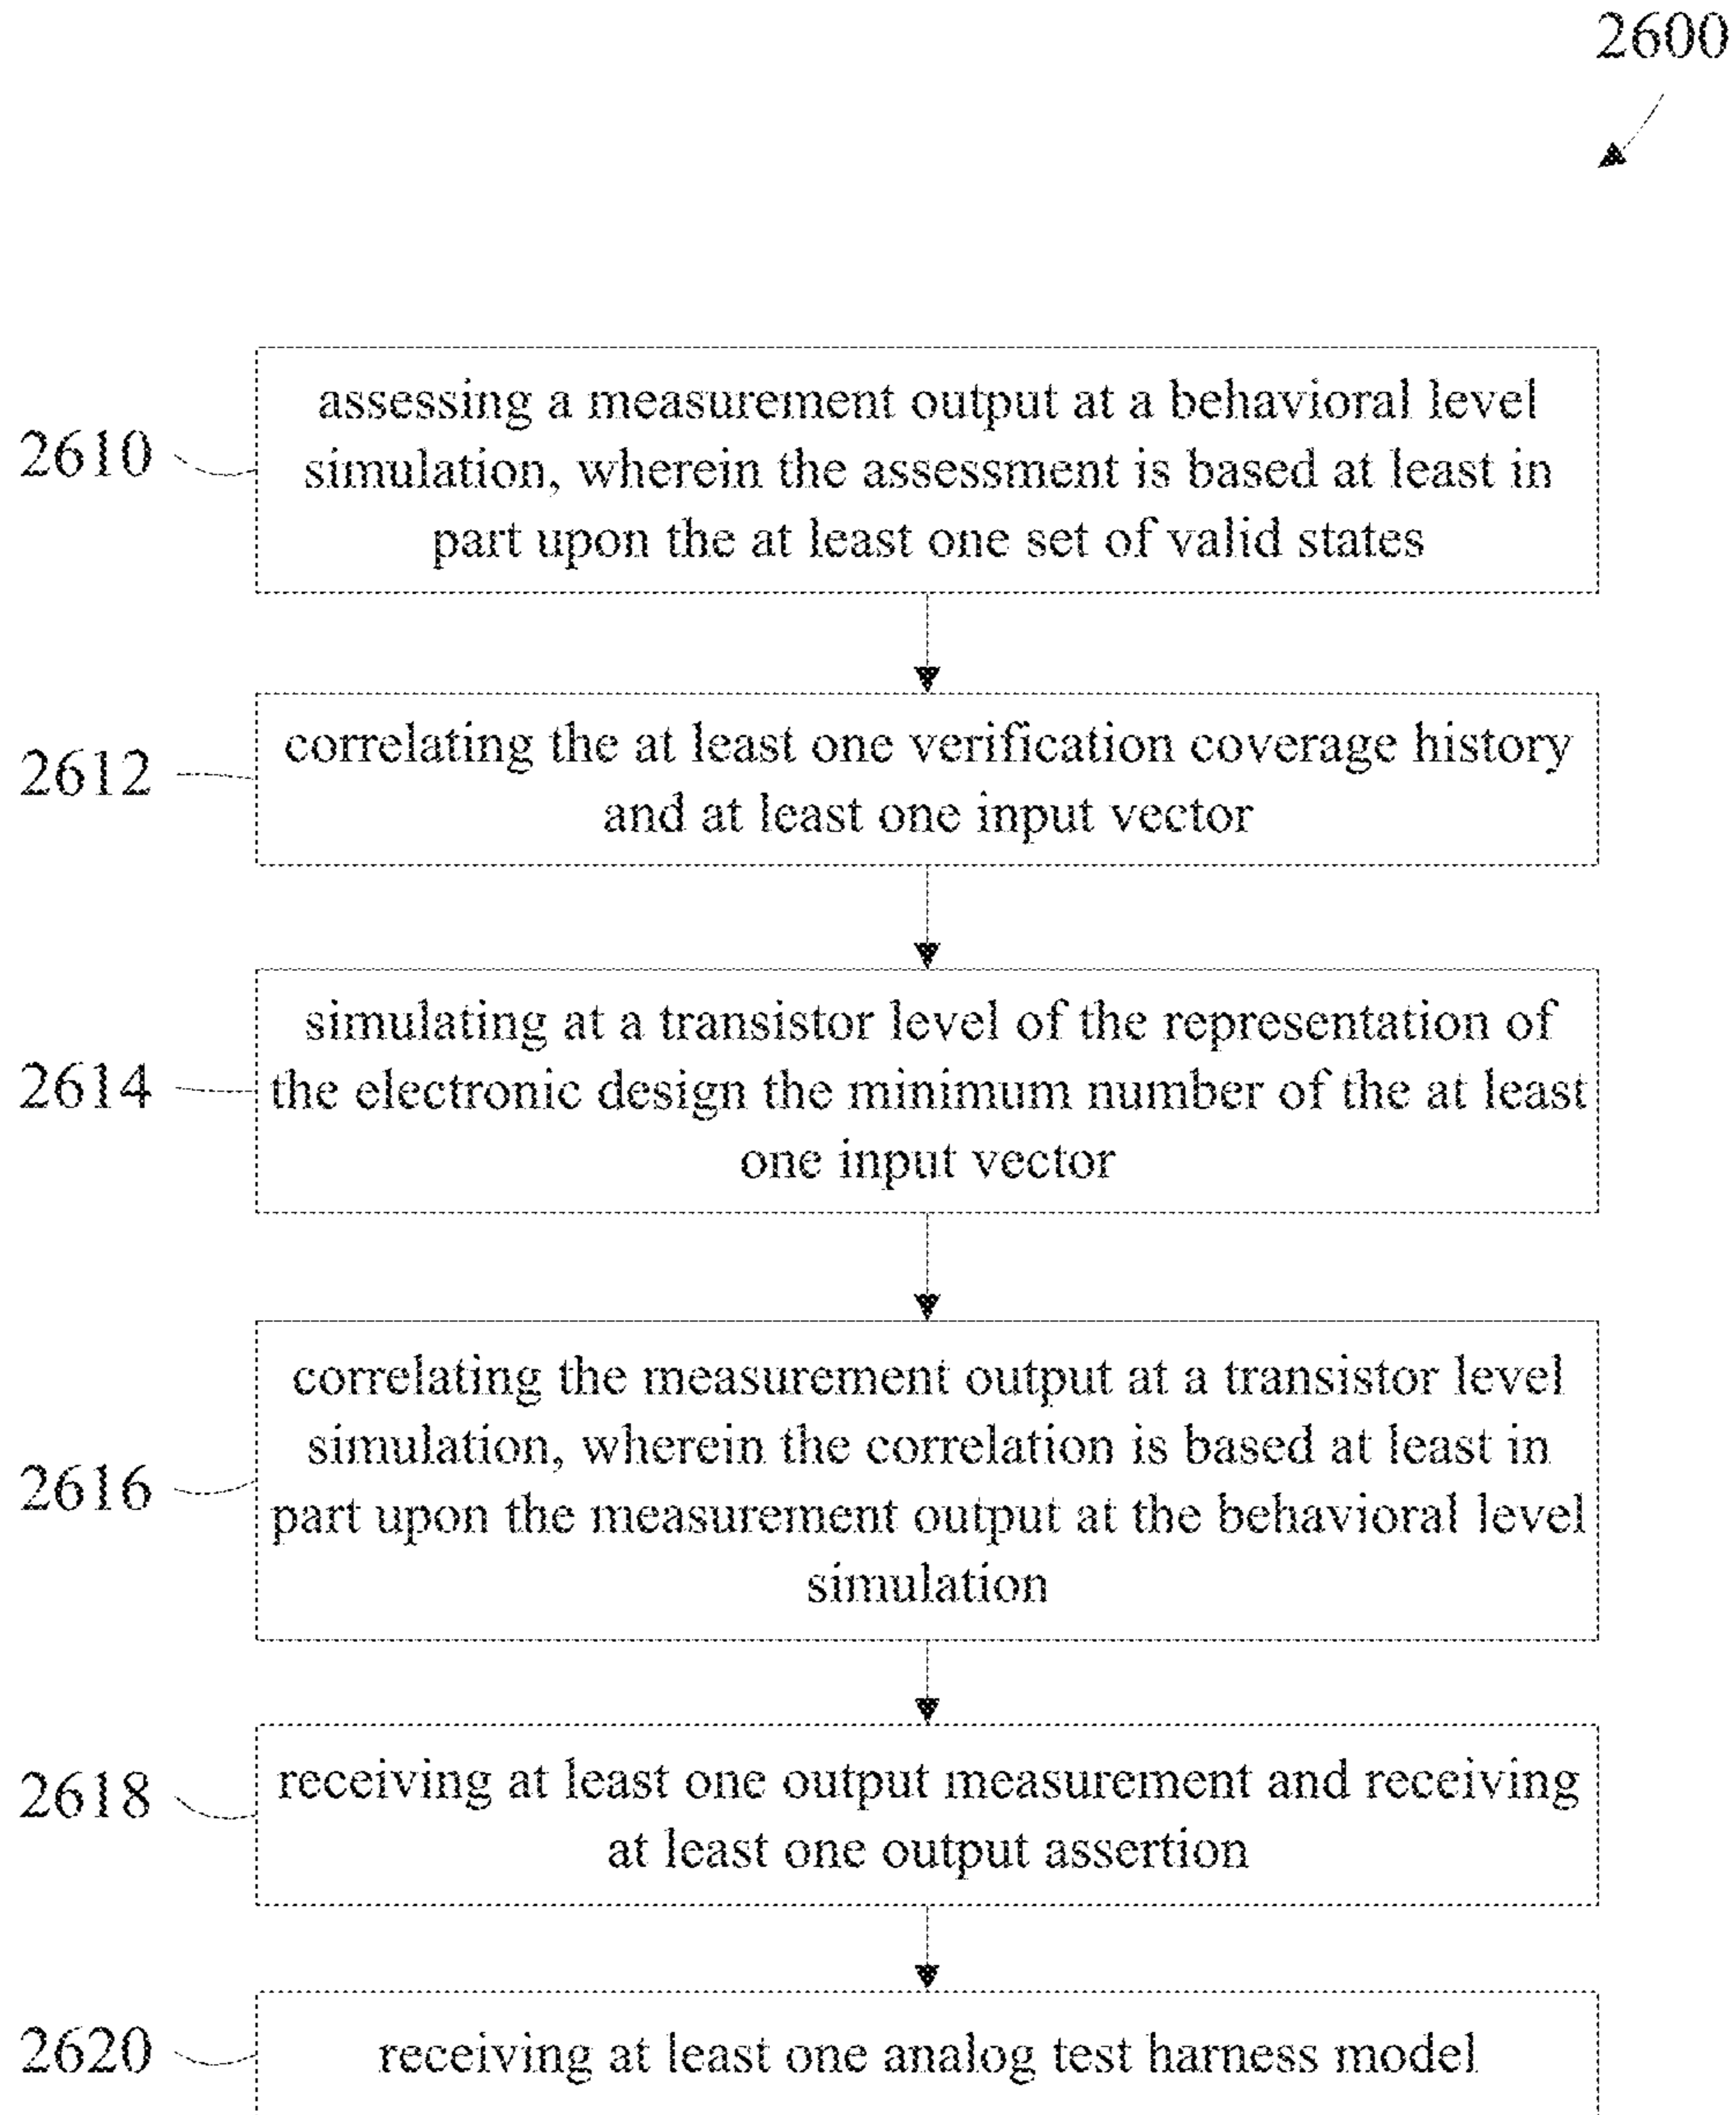 2600
2610
assessing a measurement output at a behavioral level
simulation, wherein the assessment is based at least in
part upon the at least one set of valid states
2612
correlating the at least one verification coverage history
and at least one input vector
2614
simulating at a transistor level of the representation of
the electronic design the minimum number of the at least
one input vector
2616
correlating the measurement output at a transistor level
simulation, wherein the correlation is based at least in
part upon the measurement output at the behavioral level
simulation
2618
receiving at least one output measurement and receiving
at least one output assertion
2620
receiving at least one analog test harness model